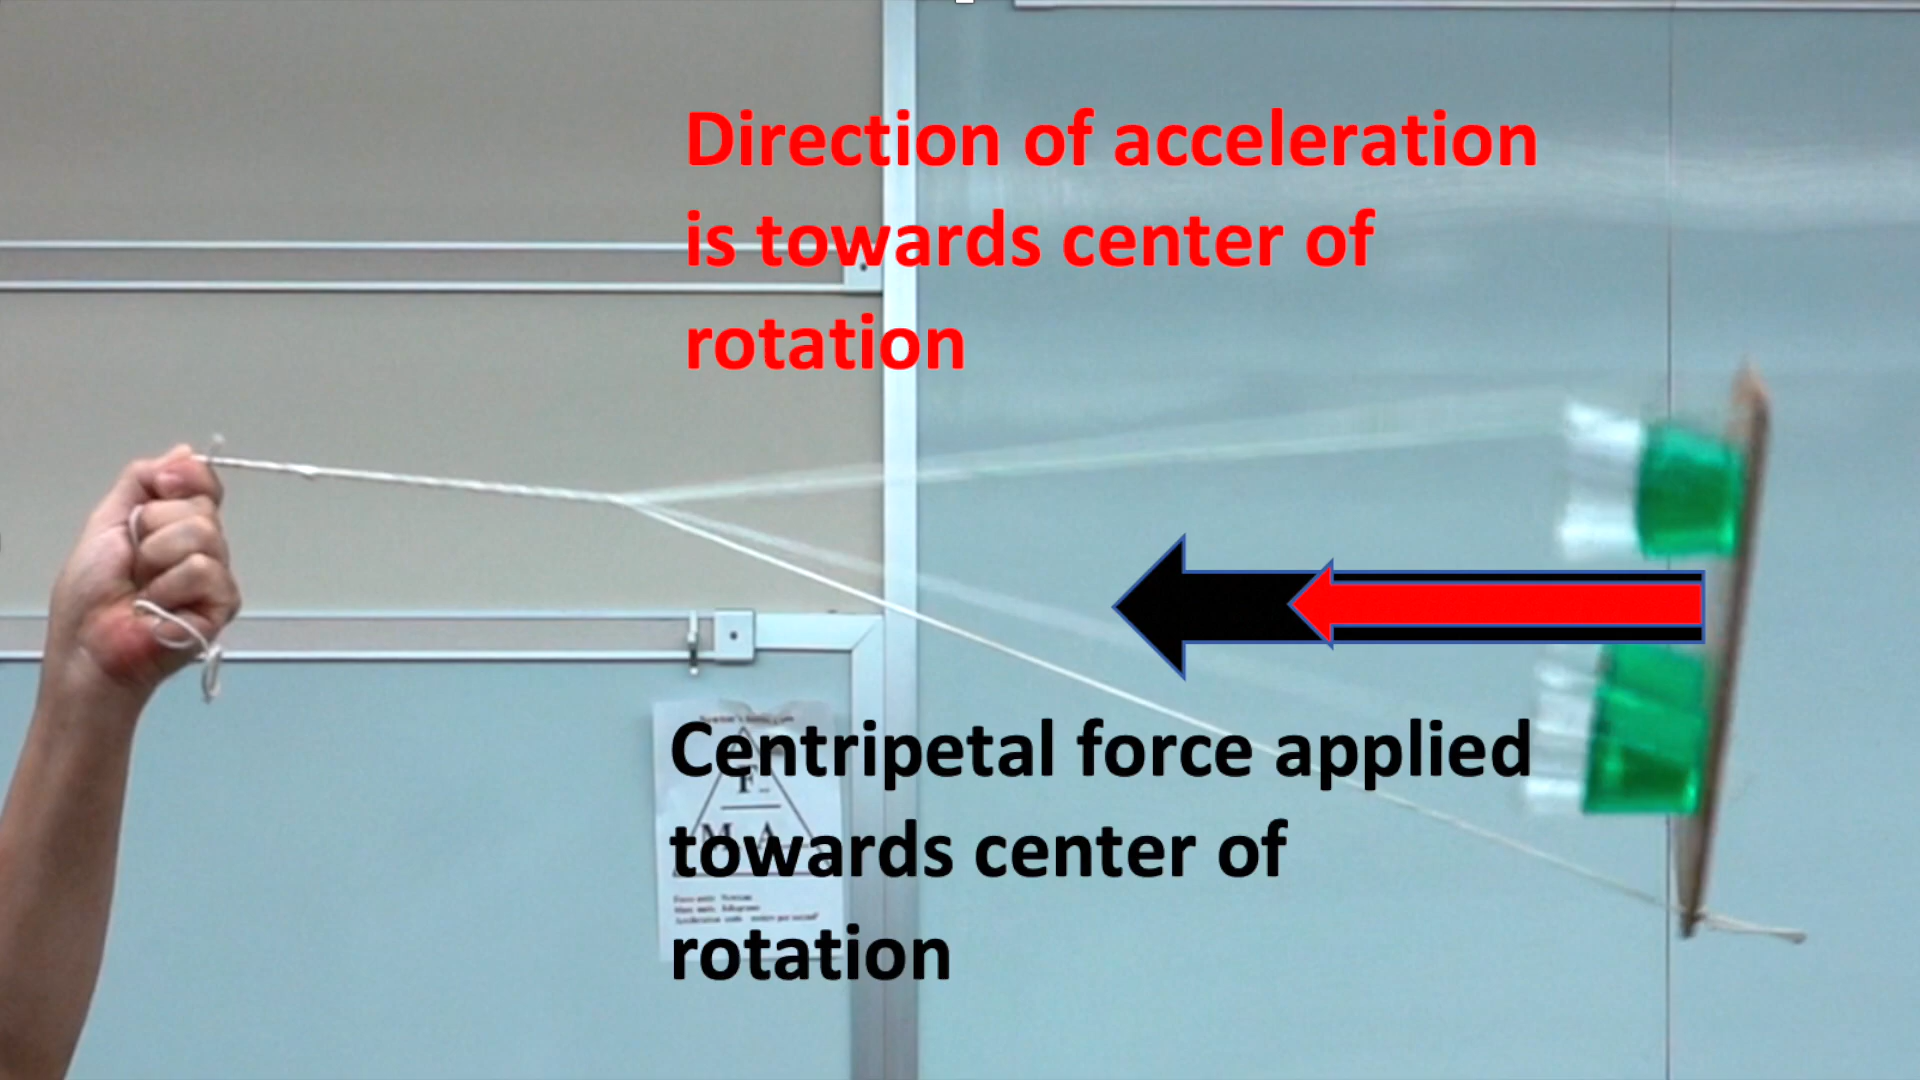 Direction of acceleration
is towards center of
rotation
Centripetal force applied
towards center of
rotation
F
M A